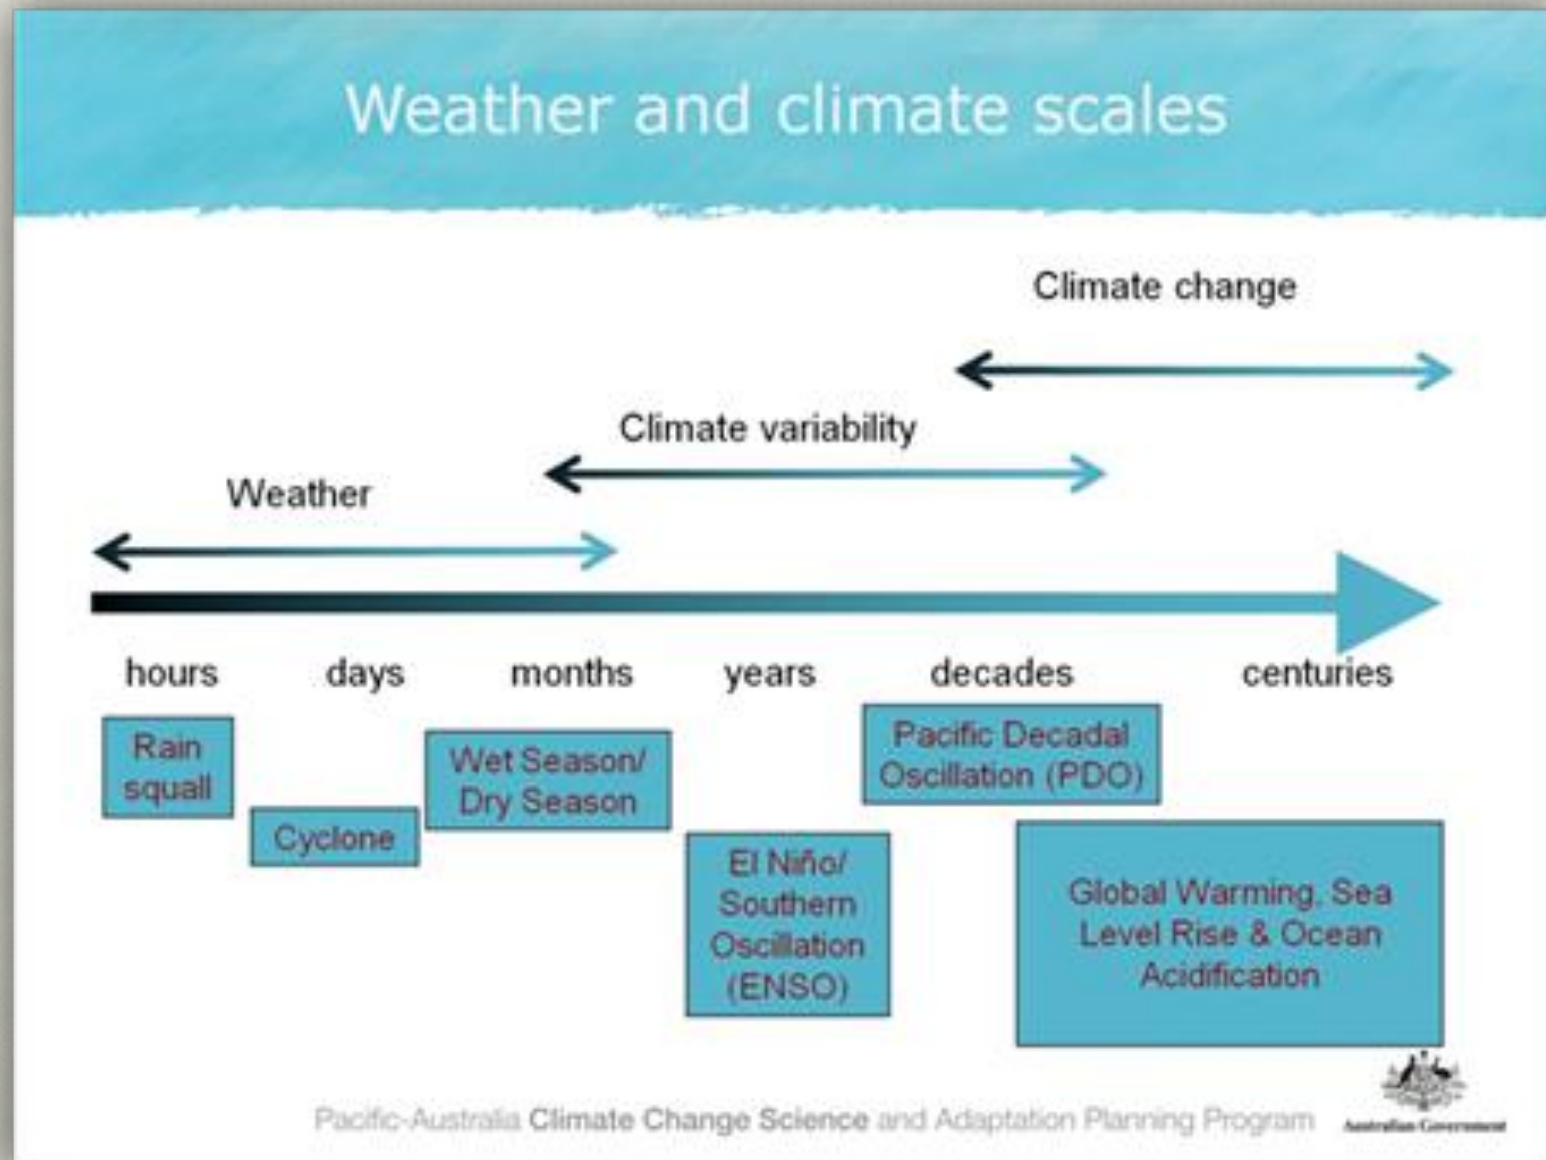 Weather and climate scales
Climate change
Climate variability
Weather
hours days months years decades centuries
Rain
squall
Cyclone
Wet Season/
Dry Season
El Niño/
Southern
Oscillation
(ENSO)
Pacific Decadal
Oscillation (PDO)
Global Warming, Sea
Level Rise & Ocean
Acidification
Pacific-Australia Climate Change Science and Adaptation Planning Program
Australian Government